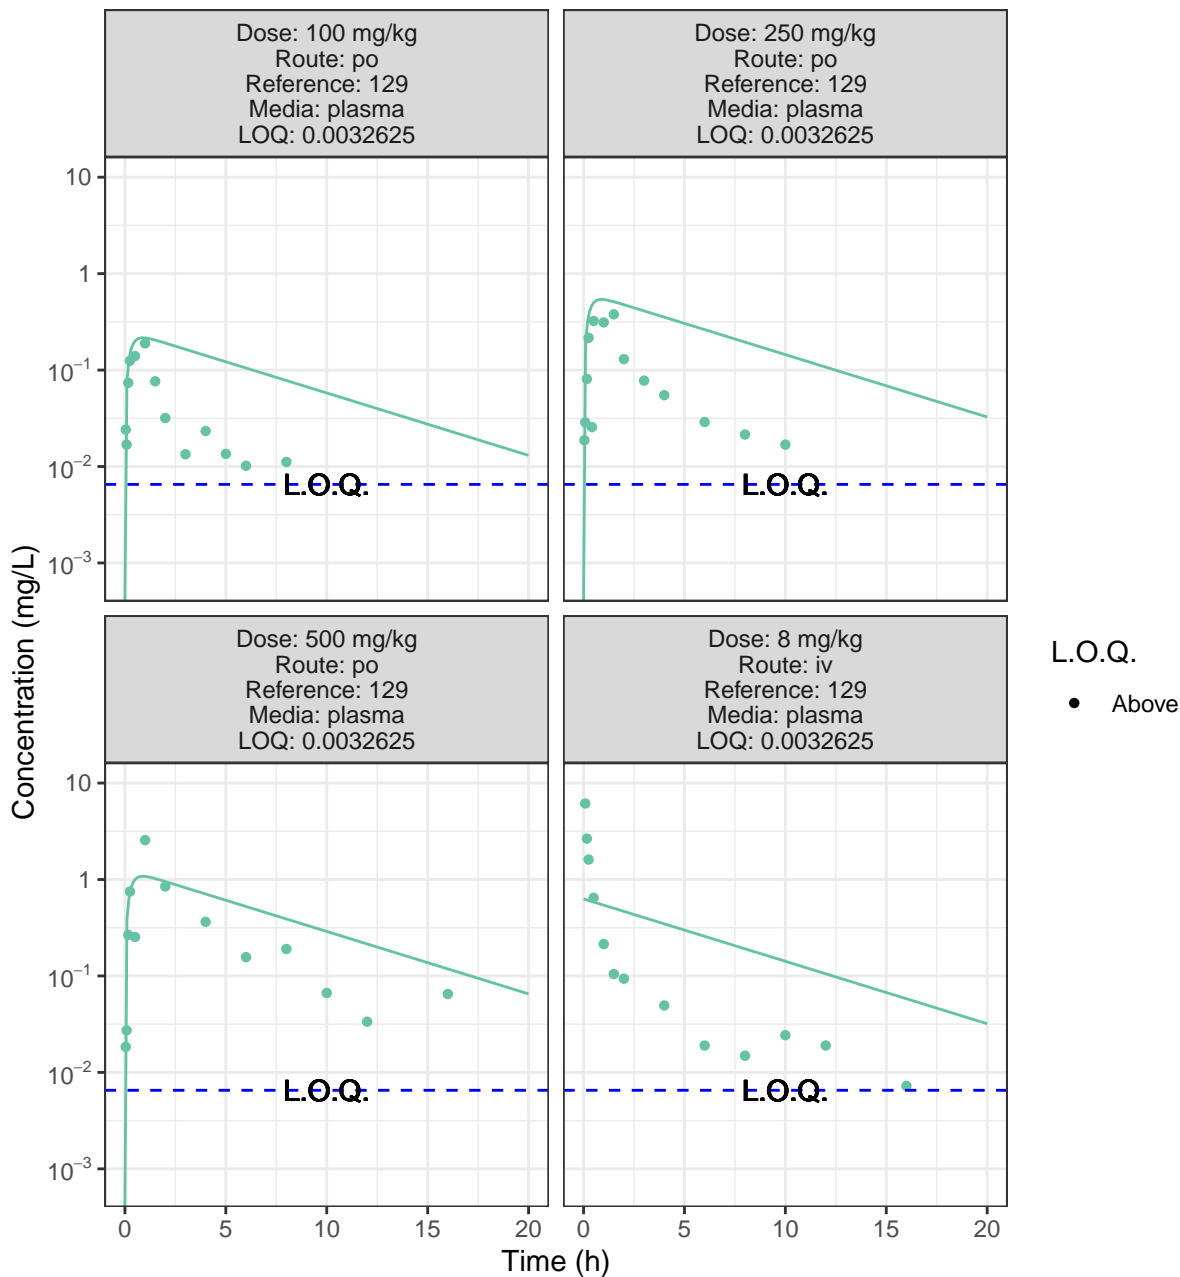 Dose: 100 mg/kg
Route: po
Reference: 129
Media: plasma
LOQ: 0.0032625
Dose: 250 mg/kg
Route: po
Reference: 129
Media: plasma
LOQ: 0.0032625
10
1
10⁻¹
10⁻²
10⁻³
L.O.Q.
L.O.Q.
Concentration (mg/L)
Dose: 500 mg/kg
Route: po
Reference: 129
Media: plasma
LOQ: 0.0032625
Dose: 8 mg/kg
Route: iv
Reference: 129
Media: plasma
LOQ: 0.0032625
10
1
10⁻¹
10⁻²
10⁻³
L.O.Q.
L.O.Q.
0 5 10 15 20
0 5 10 15 20
Time (h)
L.O.Q.
Above